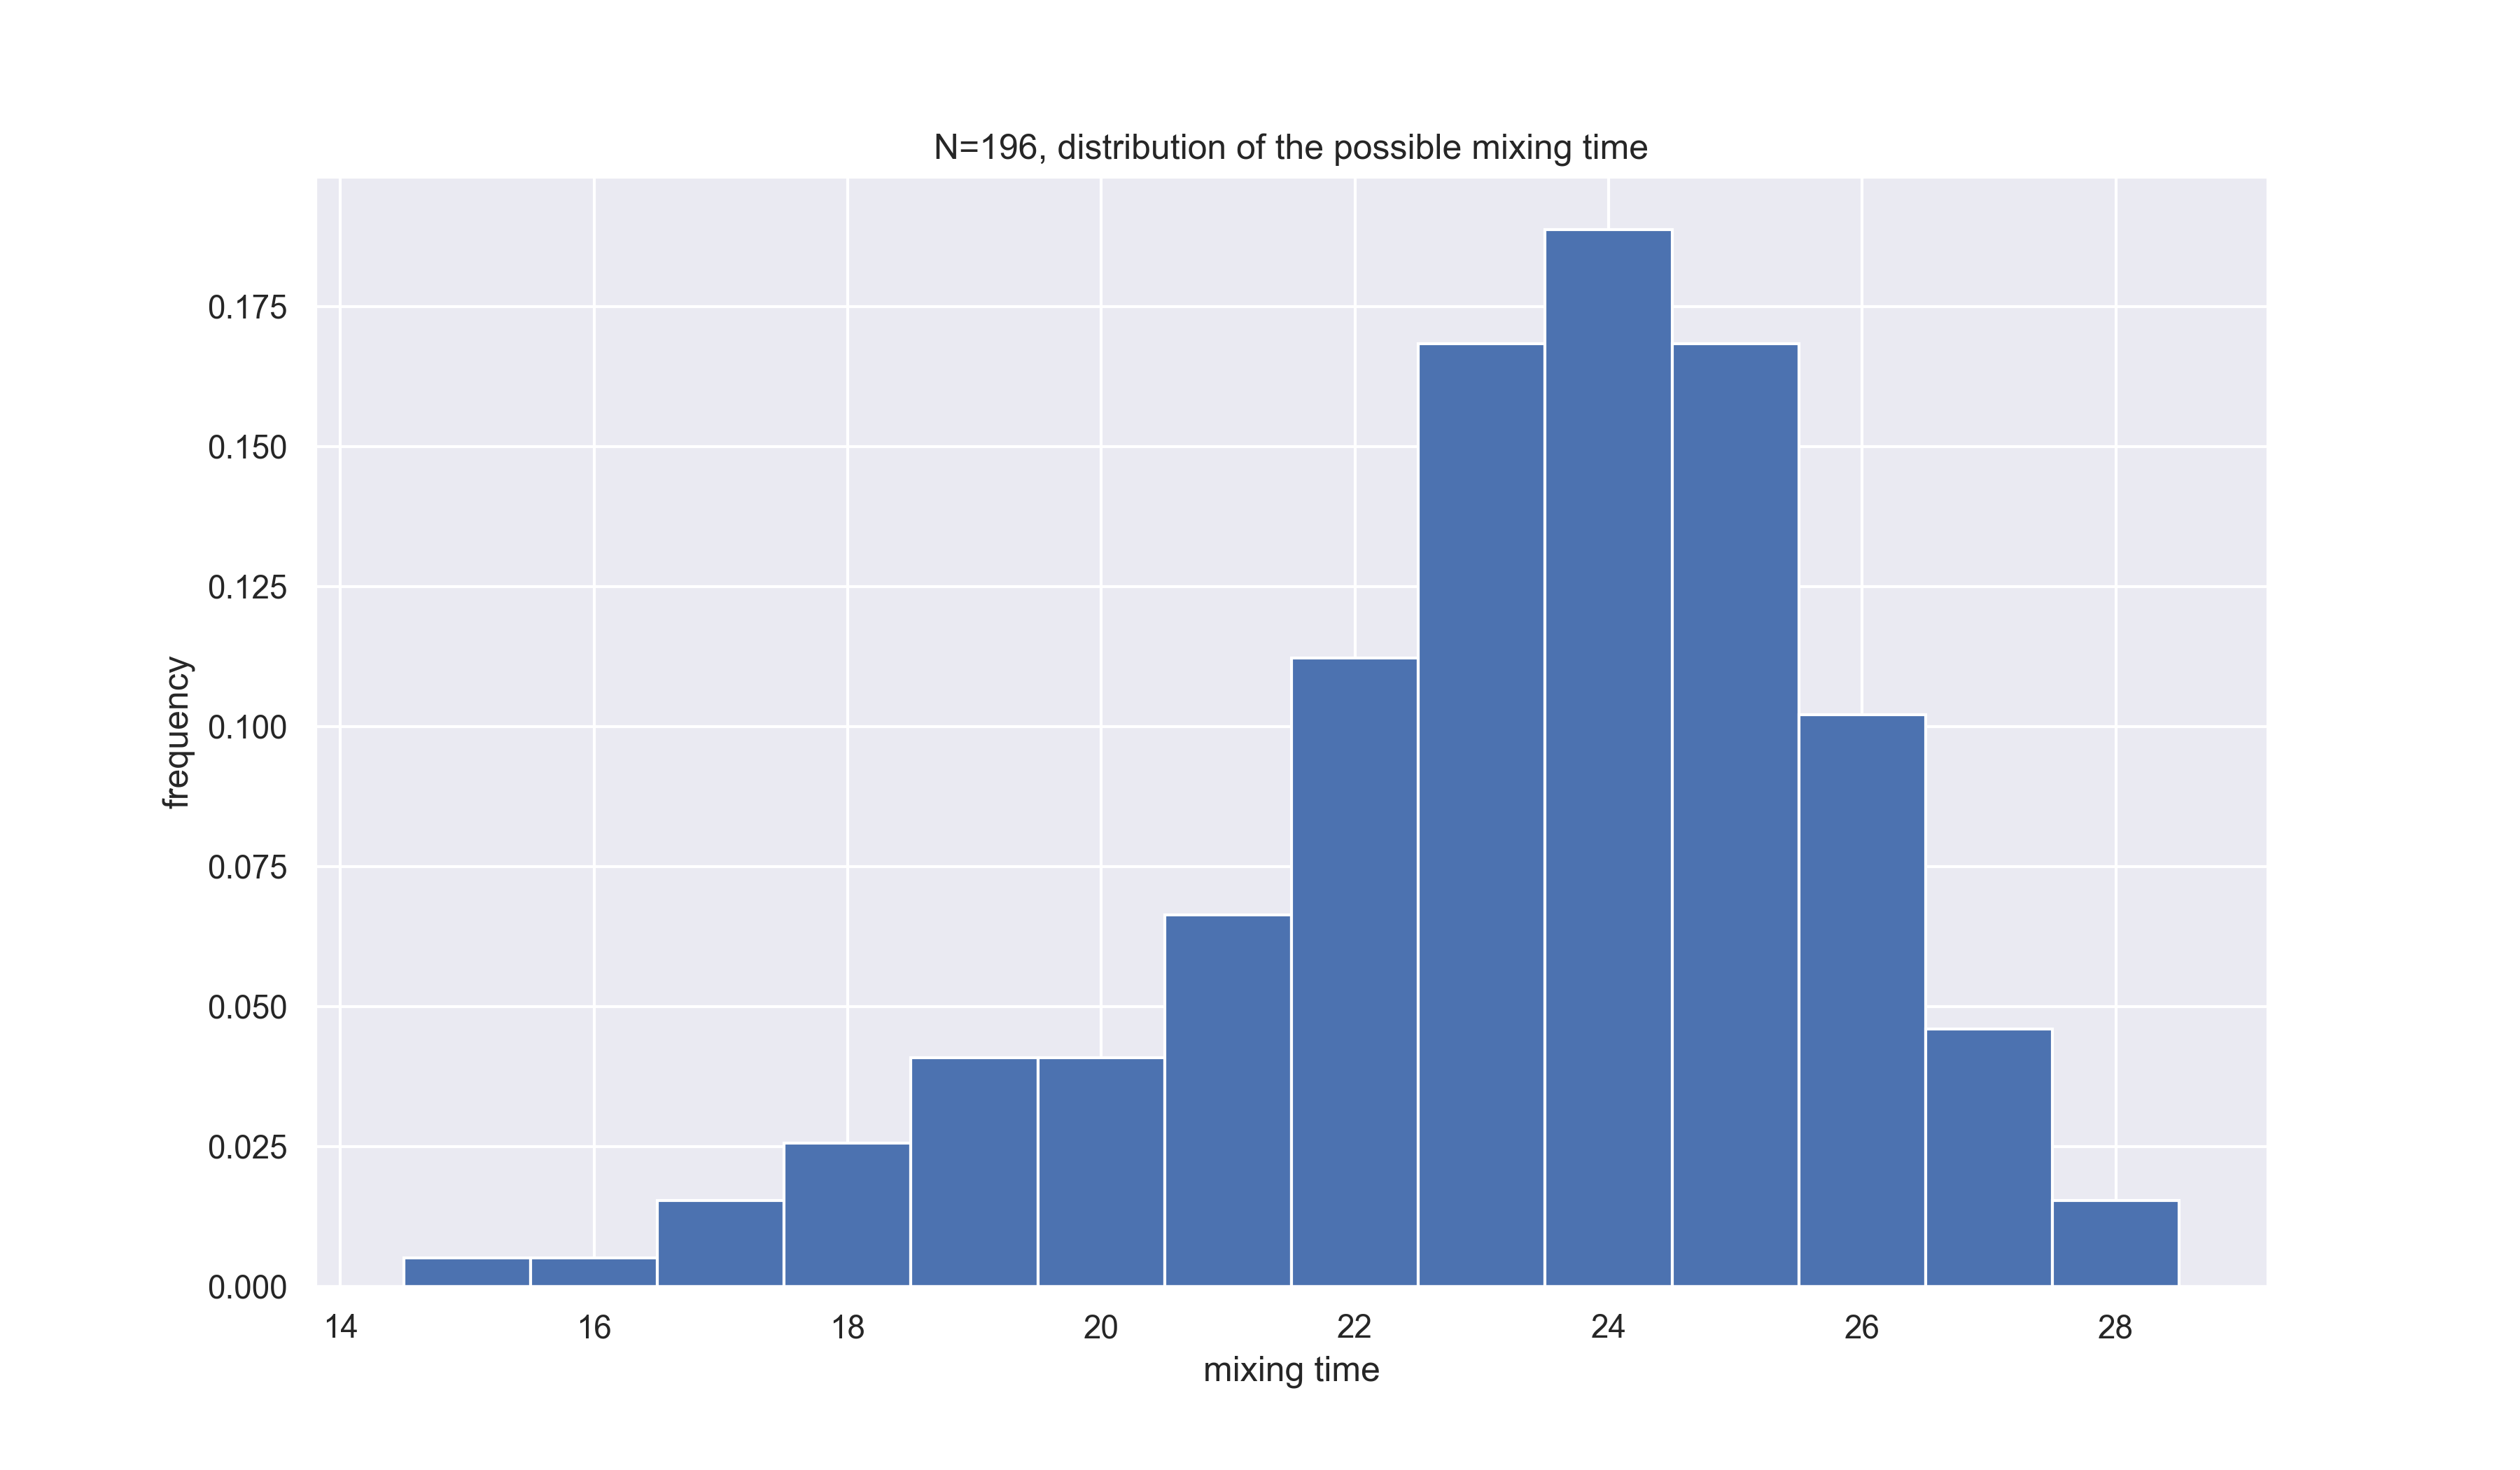 N=196, distribution of the possible mixing time
0.175
0.150
0.125
0.100
0.075
0.050
0.025
0.000
frequency
14 16 18 20 22 24 26 28
mixing time